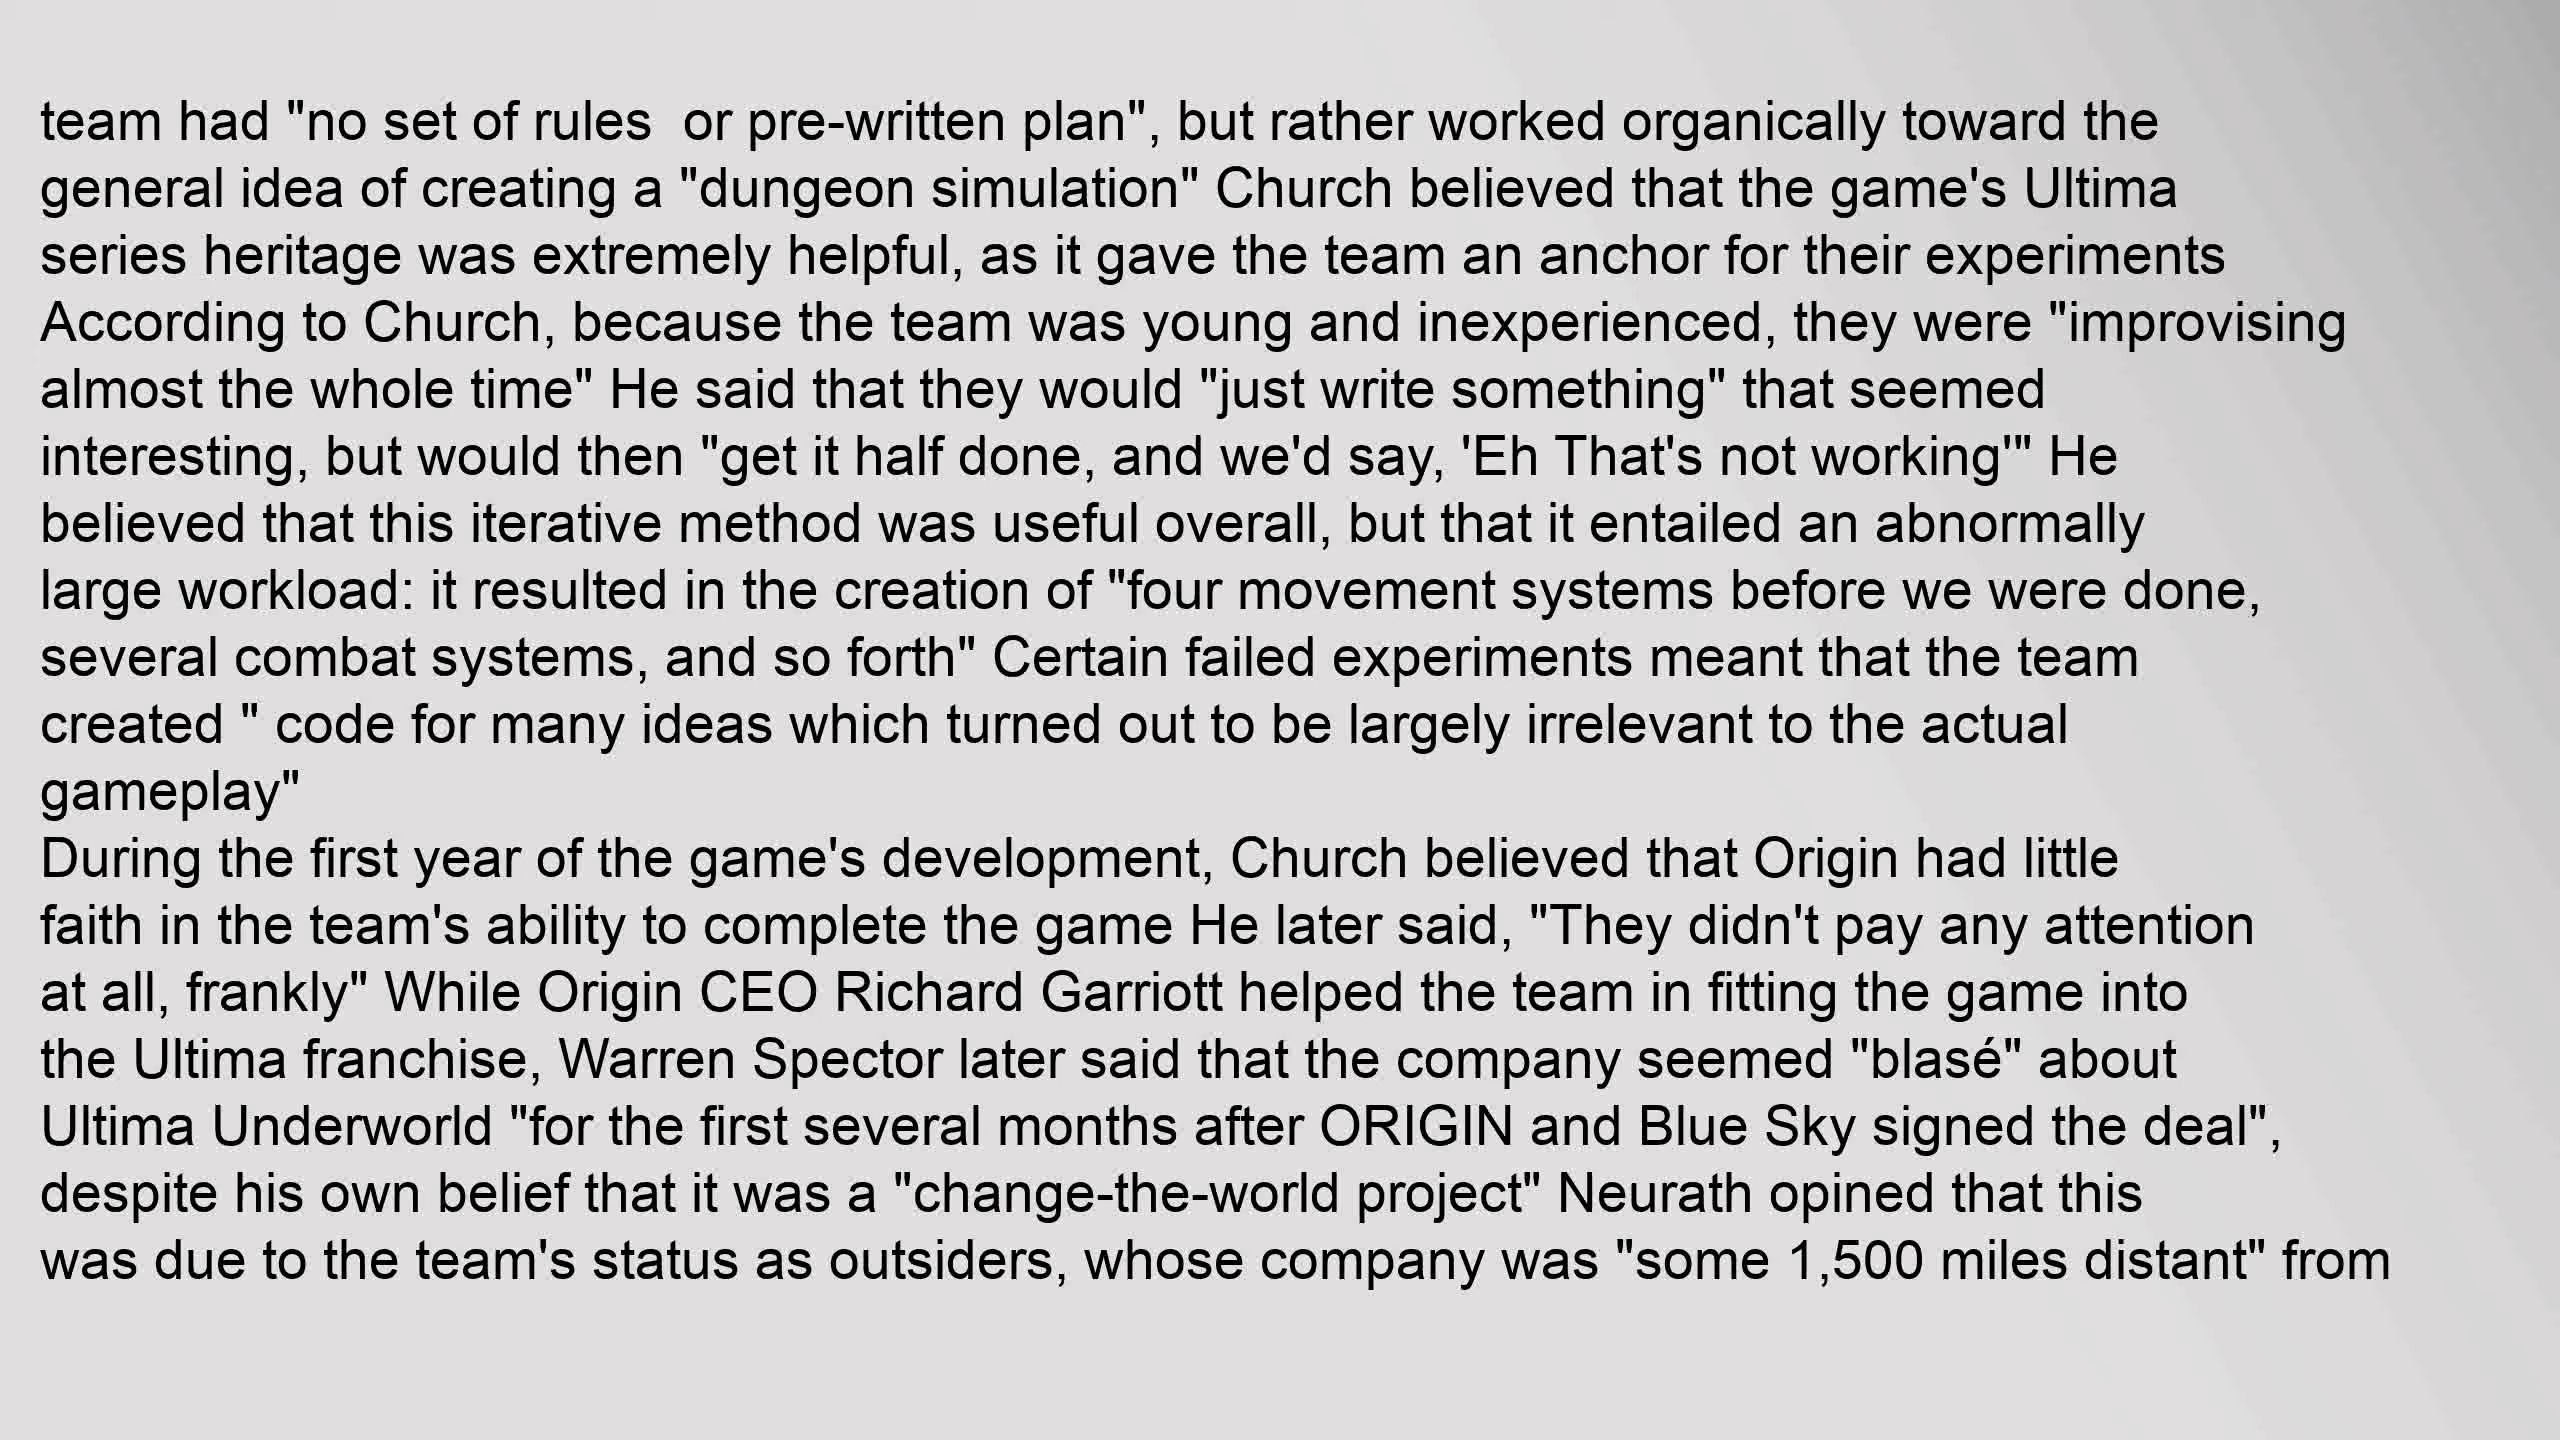 team had "no set of rules  or pre-written plan", but rather worked organically toward the
general idea of creating a "dungeon simulation" Church believed that the game's Ultima
series heritage was extremely helpful, as it gave the team an anchor for their experiments
According to Church, because the team was young and inexperienced, they were "improvising
almost the whole time" He said that they would "just write something" that seemed
interesting, but would then "get it half done, and we'd say, 'Eh That's not working'" He
believed that this iterative method was useful overall, but that it entailed an abnormally
large workload: it resulted in the creation of "four movement systems before we were done,
several combat systems, and so forth" Certain failed experiments meant that the team
created " code for many ideas which turned out to be largely irrelevant to the actual
gameplay"
During the first year of the game's development, Church believed that Origin had little
faith in the team's ability to complete the game He later said, "They didn't pay any attention
at all, frankly" While Origin CEO Richard Garriott helped the team in fitting the game into
the Ultima franchise, Warren Spector later said that the company seemed "blasé" about
Ultima Underworld "for the first several months after ORIGIN and Blue Sky signed the deal",
despite his own belief that it was a "change-the-world project" Neurath opined that this
was due to the team's status as outsiders, whose company was "some 1,500 miles distant" from